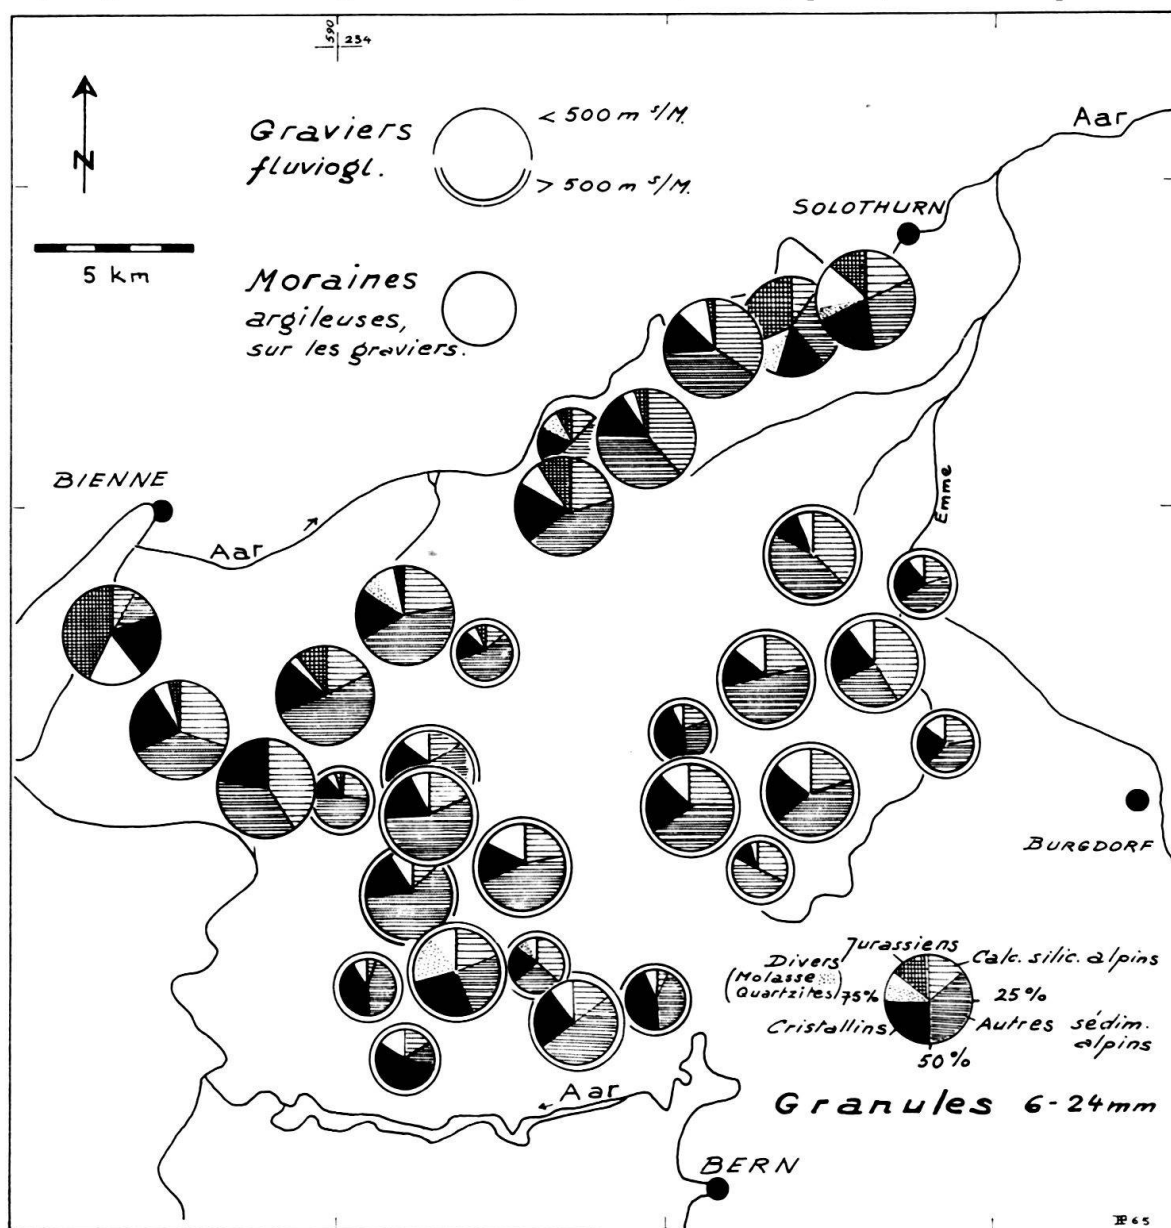 590
234
N
5 km
Graviers
fluviogl.
< 500 m s/M.
> 500 m s/M.
Moraines
argileuses,
sur les graviers.
Aar
SOLOTHURN
BIENNE
Aar
Emme
BURGDORF
Jurassiens
Divers
(Molasse
Quartzites)
Calc. silic. alpins
75%
25%
Cristallins
Autres sédim.
alpins
50%
Granules 6-24mm
Aar
BERN
65